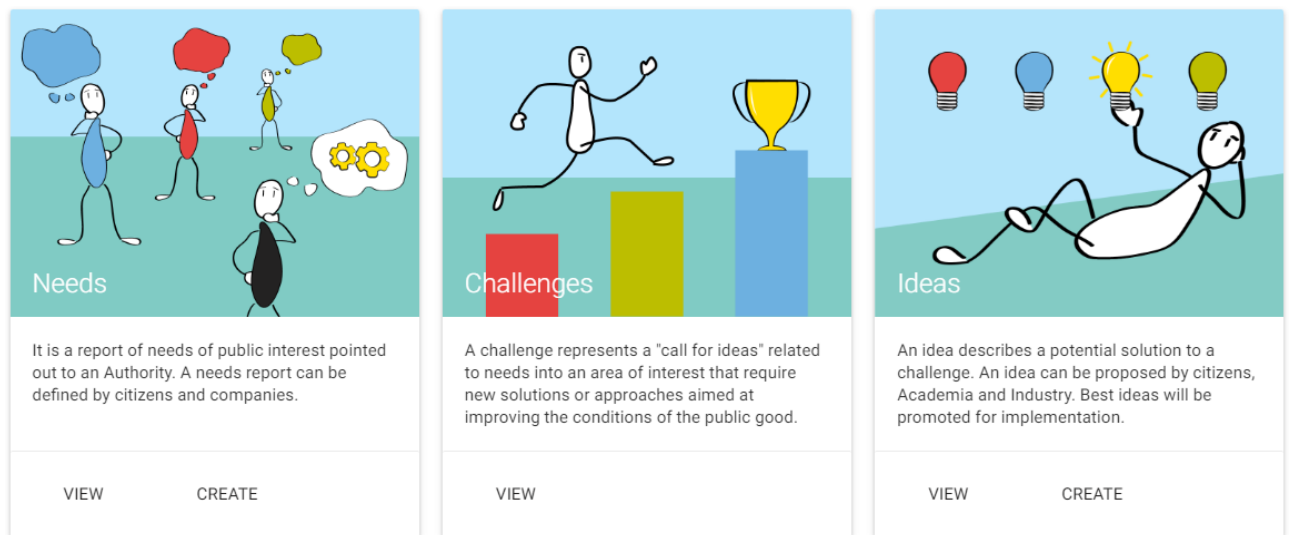 Needs
It is a report of needs of public interest pointed
out to an Authority. A needs report can be
defined by citizens and companies.
VIEW CREATE
Challenges
A challenge represents a "call for ideas" related
to needs into an area of interest that require
new solutions or approaches aimed at
improving the conditions of the public good.
VIEW
Ideas
An idea describes a potential solution to a
challenge. An idea can be proposed by citizens,
Academia and Industry. Best ideas will be
promoted for implementation.
VIEW CREATE